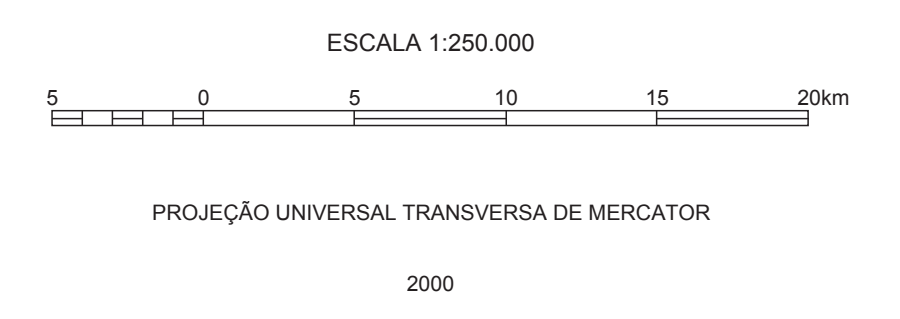 ESCALA 1:250.000
5 0 5 10 15 20km
PROJEÇÃO UNIVERSAL TRANSVERSA DE MERCATOR
2000